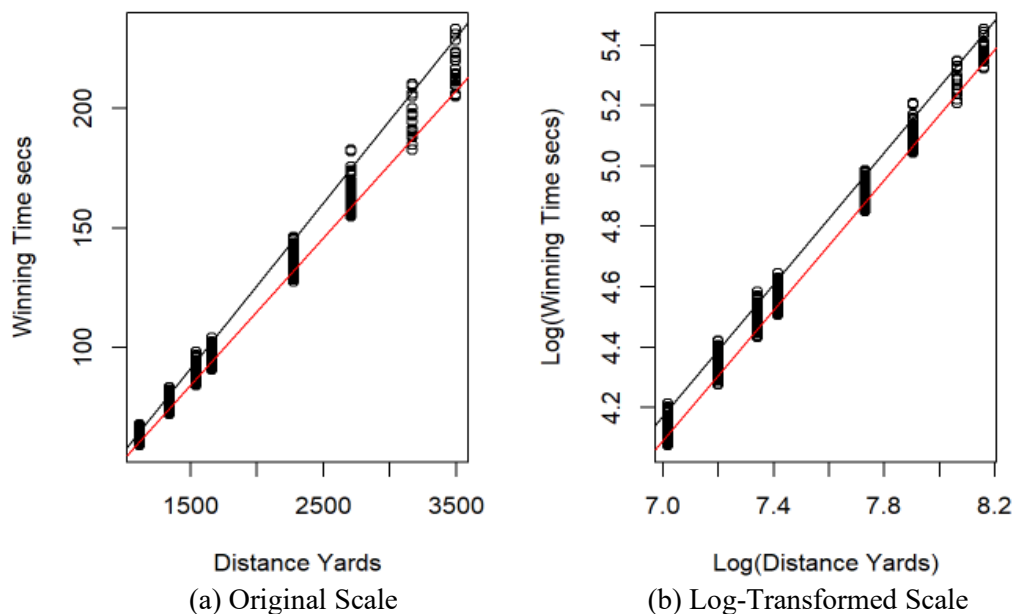 Winning Time secs
200
150
100
1500
2500
3500
Distance Yards
(a) Original Scale
Log(Winning Time secs)
5.4
5.2
5.0
4.8
4.6
4.4
4.2
7.0
7.4
7.8
8.2
Log(Distance Yards)
(b) Log-Transformed Scale